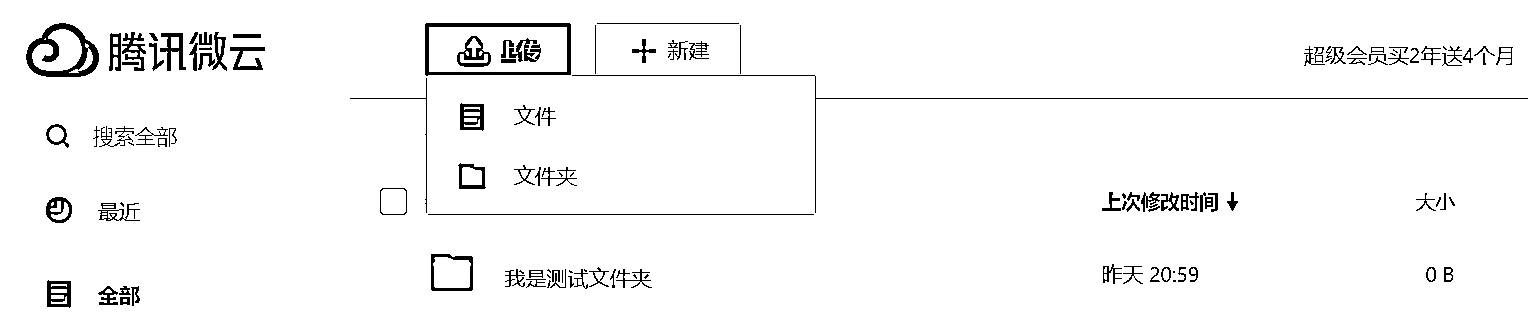 腾讯微云
上传
新建
超级会员买2年送4个月
文件
搜索全部
文件夹
最近
上次修改时间↓
大小
我是测试文件夹
昨天 20:59
0 B
全部